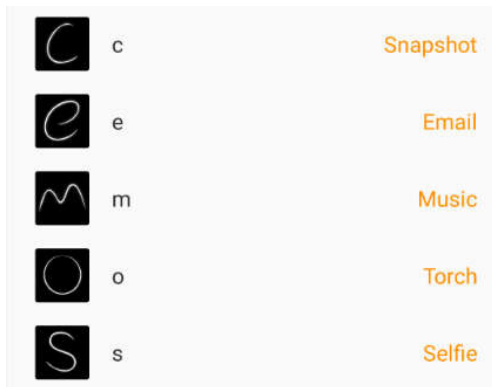 C c Snapshot
e e Email
m m Music
o o Torch
S s Selfie